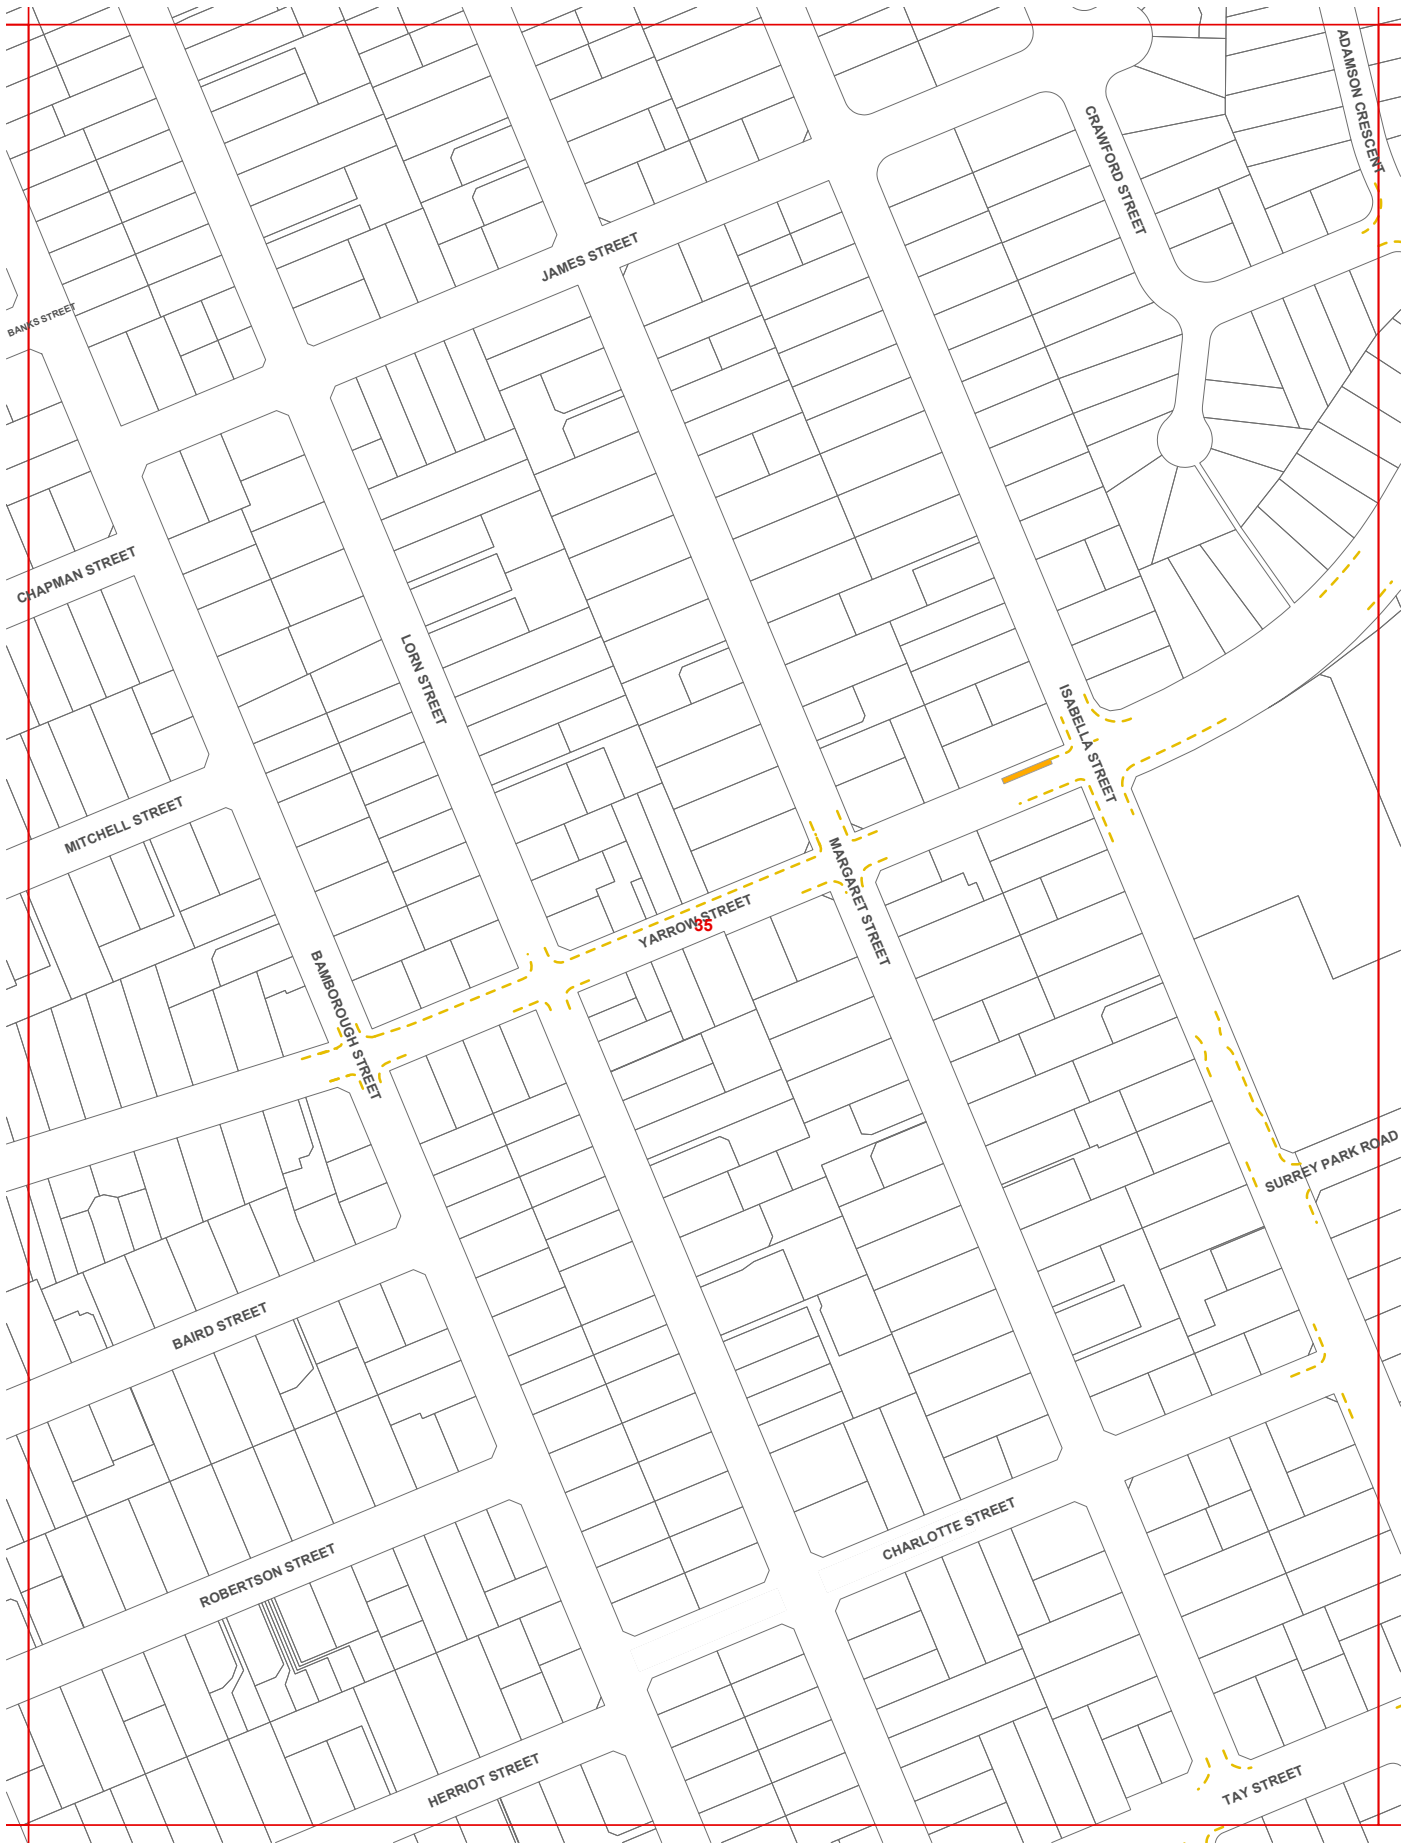 ADAMSON CRESCENT
CRAWFORD STREET
JAMES STREET
BANKS STREET
CHAPMAN STREET
LORN STREET
ISABELLA STREET
MITCHELL STREET
MARGARET STREET
YARROW STREET
35
BAMBOROUGH STREET
SURREY PARK ROAD
BAIRD STREET
CHARLOTTE STREET
ROBERTSON STREET
HERRIOT STREET
TAY STREET